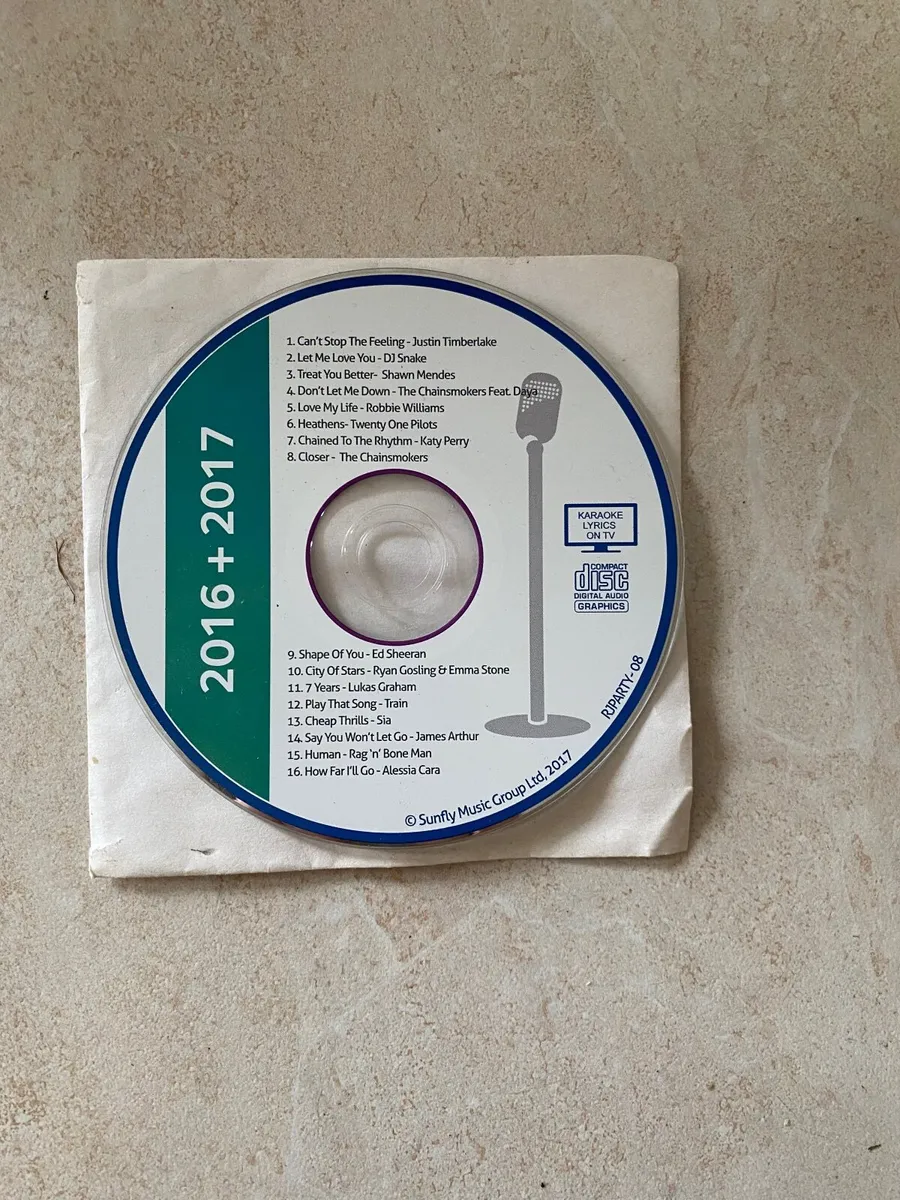 2016 + 2017
1. Can't Stop The Feeling - Justin Timberlake
2. Let Me Love You - DJ Snake
3. Treat You Better- Shawn Mendes
4. Don't Let Me Down - The Chainsmokers Feat. Daya
5. Love My Life - Robbie Williams
6. Heathens- Twenty One Pilots
7. Chained To The Rhythm - Katy Perry
8. Closer - The Chainsmokers
KARAOKE
LYRICS
ON TV
COMPACT
disc
DIGITAL AUDIO
GRAPHICS
9. Shape Of You - Ed Sheeran
10. City Of Stars - Ryan Gosling & Emma Stone
11. 7 Years - Lukas Graham
12. Play That Song - Train
13. Cheap Thrills - Sia
14. Say You Won't Let Go - James Arthur
15. Human - Rag 'n' Bone Man
16. How Far I'll Go - Alessia Cara
RJPARTY- 08
© Sunfly Music Group Ltd, 2017